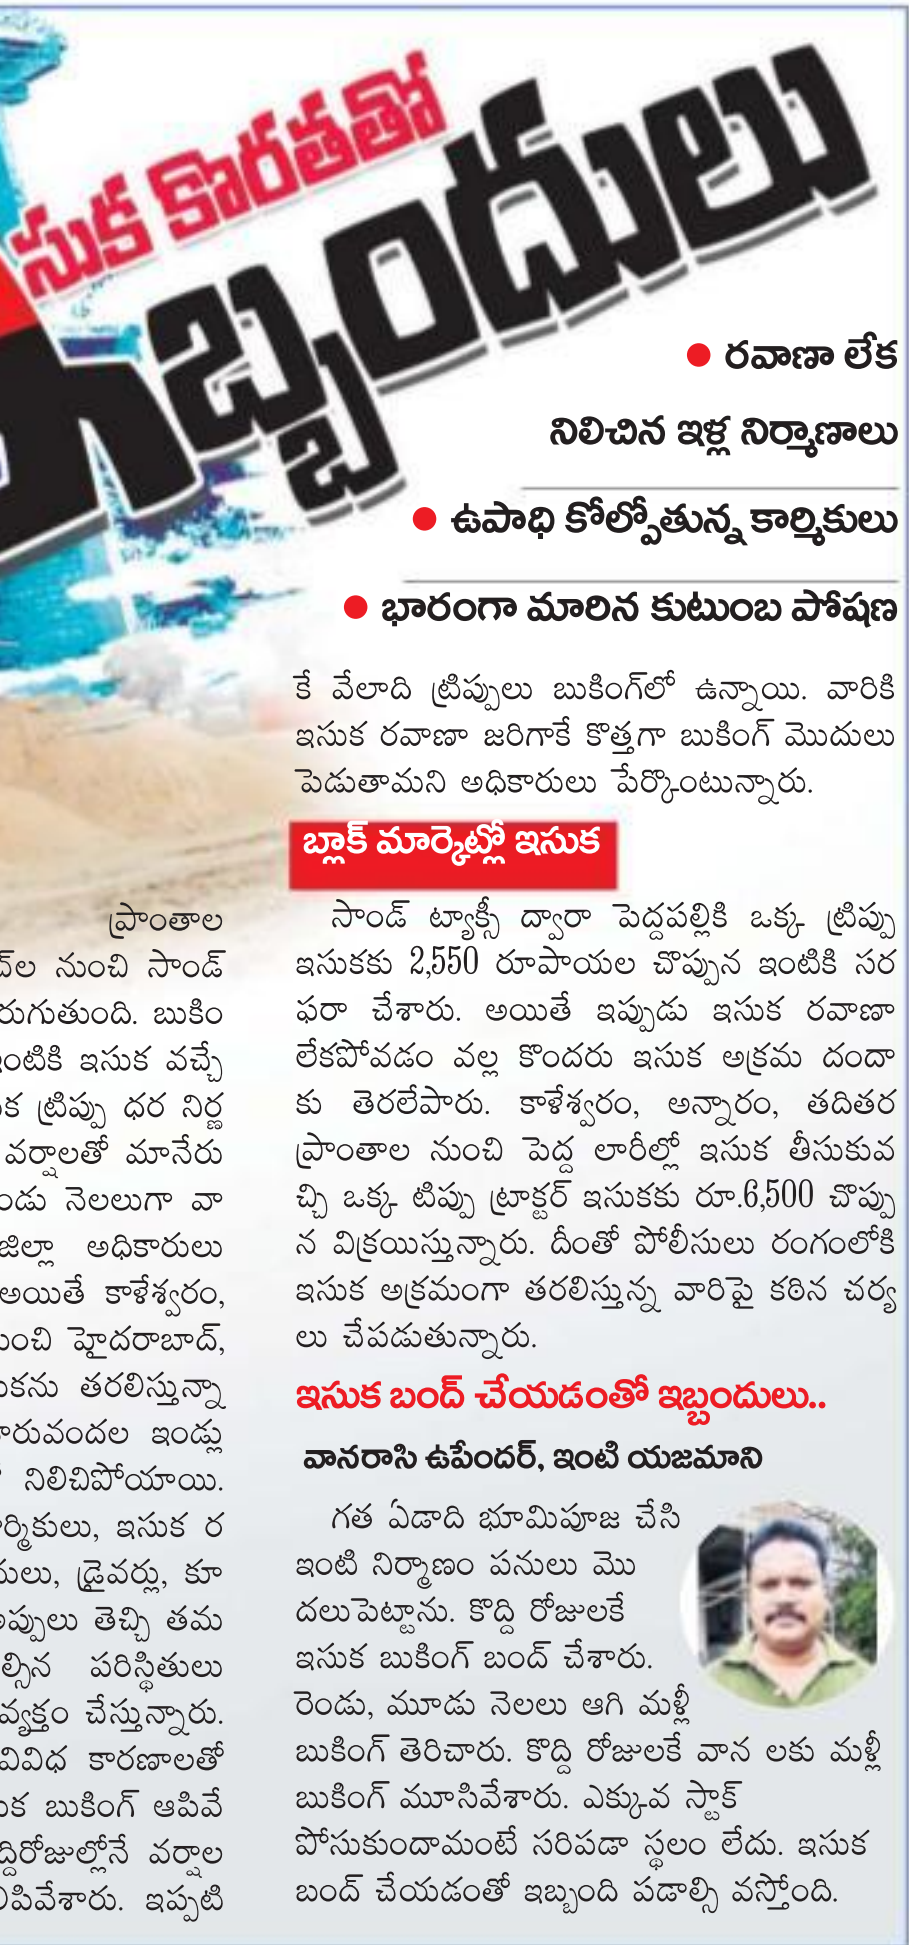 సుక కొరతతో
ఇబ్బందులు
● రవాణా లేక
నిలిచిన ఇళ్ల నిర్మాణాలు
● ఉపాధి కోల్పోతున్న కార్మికులు
● భారంగా మారిన కుటుంబ పోషణ
ప్రాంతాల
నుంచి సాండ్
రుగుతుంది. బుకిం
ఇంటికి ఇసుక వచ్చే
ట్రిప్పు ధర నిర్ణ
వర్షాలతో మానేరు
నెలలుగా వా
జిల్లా అధికారులు
అయితే కాళేశ్వరం,
నుంచి హైదరాబాద్,
తరలిస్తున్నా
ఇండ్లు
నిలిచిపోయాయి.
ఇసుక ర
డ్రైవర్లు, కూ
అప్పులు తెచ్చి తమ
పరిస్థితులు
వ్యక్తం చేస్తున్నారు.
వివిధ కారణాలతో
బుకింగ్ ఆపివే
వర్షాల
ఇప్పటి
కే వేలాది ట్రిప్పులు బుకింగ్‌లో ఉన్నాయి. వారికి
ఇసుక రవాణా జరిగాకే కొత్తగా బుకింగ్ మొదులు
పెడుతామని అధికారులు పేర్కొంటున్నారు.
బ్లాక్ మార్కెట్లో ఇసుక
సాండ్ ట్యాక్సీ ద్వారా పెద్దపల్లికి ఒక్క ట్రిప్పు
ఇసుకకు 2,550 రూపాయల చొప్పున ఇంటికి సర
ఫరా చేశారు. అయితే ఇప్పుడు ఇసుక రవాణా
లేకపోవడం వల్ల కొందరు ఇసుక అక్రమ దందా
కు తెరలేపారు. కాళేశ్వరం, అన్నారం, తదితర
ప్రాంతాల నుంచి పెద్ద లారీల్లో ఇసుక తీసుకువ
చ్చి ఒక్క టిప్పు ట్రాక్టర్ ఇసుకకు రూ.6,500 చొప్పు
న విక్రయిస్తున్నారు. దీంతో పోలీసులు రంగంలోకి
ఇసుక అక్రమంగా తరలిస్తున్న వారిపై కఠిన చర్య
లు చేపడుతున్నారు.
ఇసుక బంద్ చేయడంతో ఇబ్బందులు..
వానరాసి ఉపేందర్, ఇంటి యజమాని
గత ఏడాది భూమిపూజ చేసి
ఇంటి నిర్మాణం పనులు మొ
దలుపెట్టాను. కొద్ది రోజులకే
ఇసుక బుకింగ్ బంద్ చేశారు.
రెండు, మూడు నెలలు ఆగి మళ్లీ
బుకింగ్ తెరిచారు. కొద్ది రోజులకే వాన లకు మళ్లీ
బుకింగ్ మూసివేశారు. ఎక్కువ స్టాక్
పోసుకుందామంటే సరిపడా స్థలం లేదు. ఇసుక
బంద్ చేయడంతో ఇబ్బంది పడాల్సి వస్తోంది.